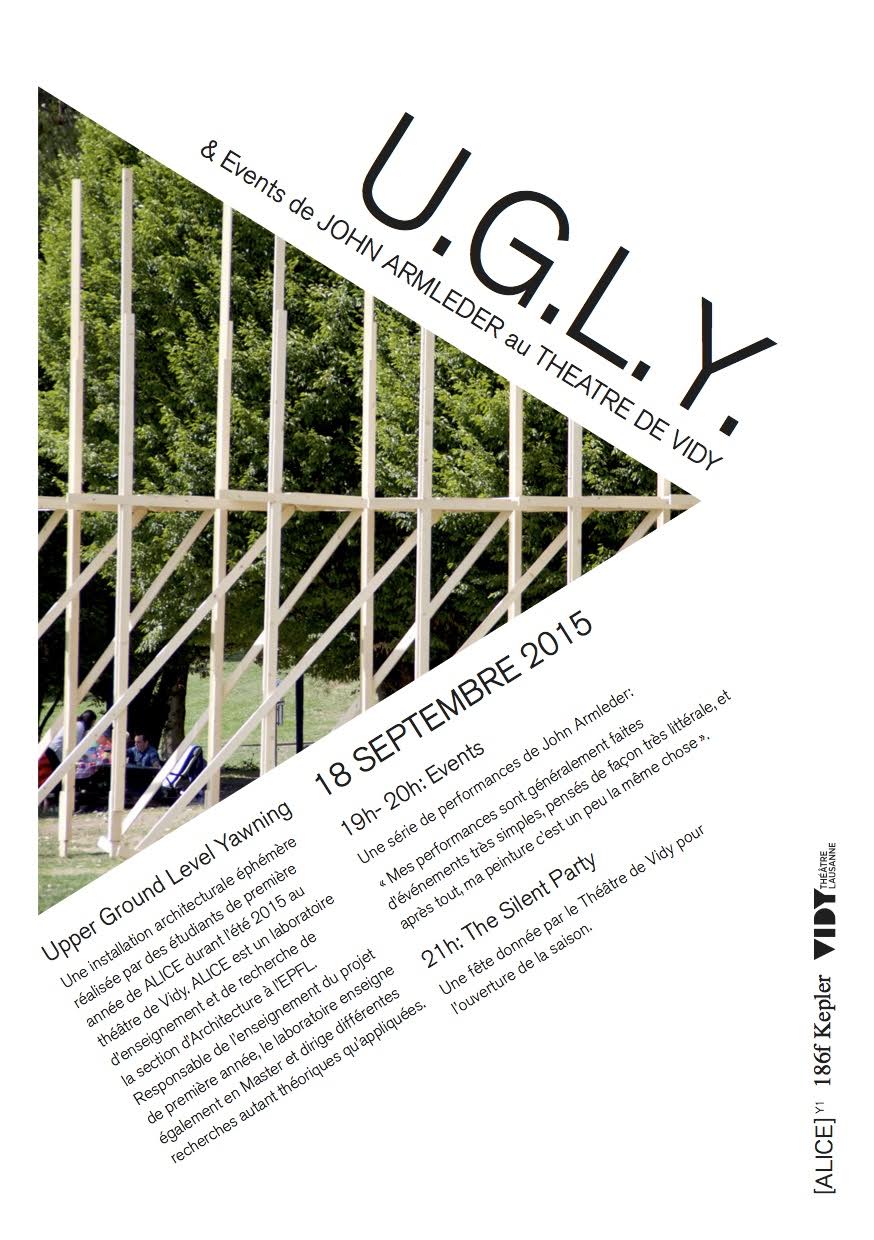 U.G.L.Y.
& Events de JOHN ARMLEDER au THEATRE DE VIDY
Upper Ground Level Yawning
Une installation architecturale éphémère
réalisée par des étudiants de première
année de ALICE durant l'été 2015 au
théâtre de Vidy. ALICE est un laboratoire
d'enseignement et de recherche de
la section d'Architecture à l'EPFL.
Responsable de l'enseignement du projet
de première année, le laboratoire enseigne
également en Master et dirige différentes
recherches autant théoriques qu'appliquées.
18 SEPTEMBRE 2015
19h- 20h: Events
Une série de performances de John Armleder:
« Mes performances sont généralement faites
d'événements très simples, pensés de façon très littérale, et
après tout, ma peinture c'est un peu la même chose ».
21h: The Silent Party
Une fête donnée par le Théâtre de Vidy pour
l'ouverture de la saison.
[ALICE] Y1 186f Kepler VIDY THÉÂTRE
LAUSANNE